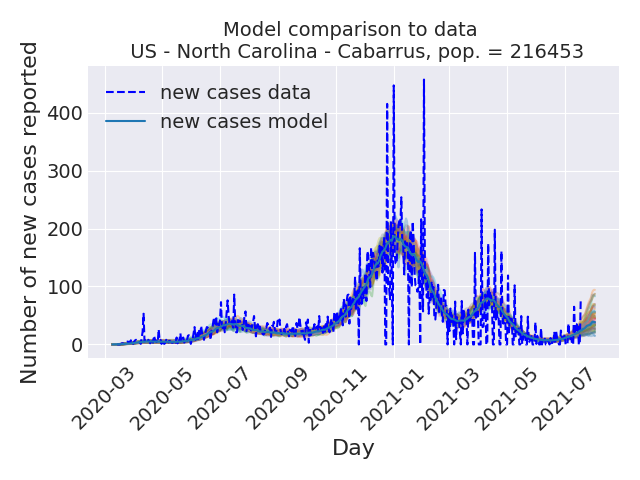 Model comparison to data
US - North Carolina - Cabarrus, pop. = 216453
Number of new cases reported
400
300
200
100
0
new cases data
new cases model
2020-03
2020-05
2020-07
2020-09
2020-11
2021-01
2021-03
2021-05
2021-07
Day